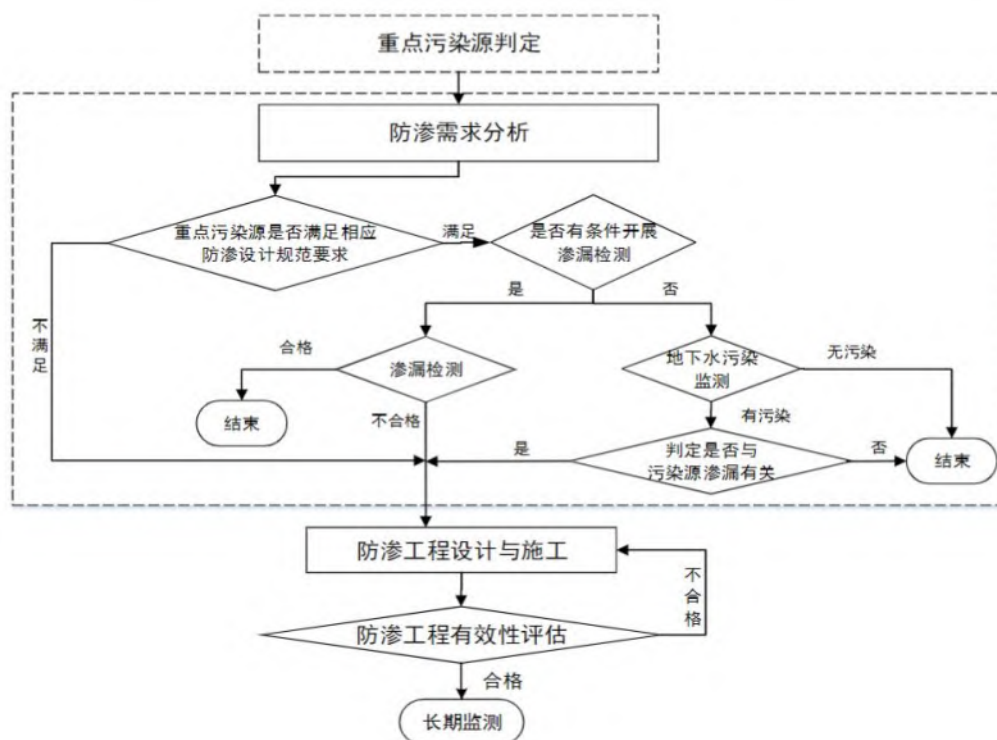 重点污染源判定
防渗需求分析
重点污染源是否满足相应
防渗设计规范要求
满足
是否有条件开展
渗漏检测
不满足
是
否
合格
渗漏检测
地下水污染
监测
无污染
结束
不合格
有污染
是
判定是否与
污染源渗漏有关
否
结束
防渗工程设计与施工
不合格
防渗工程有效性评估
合格
长期监测